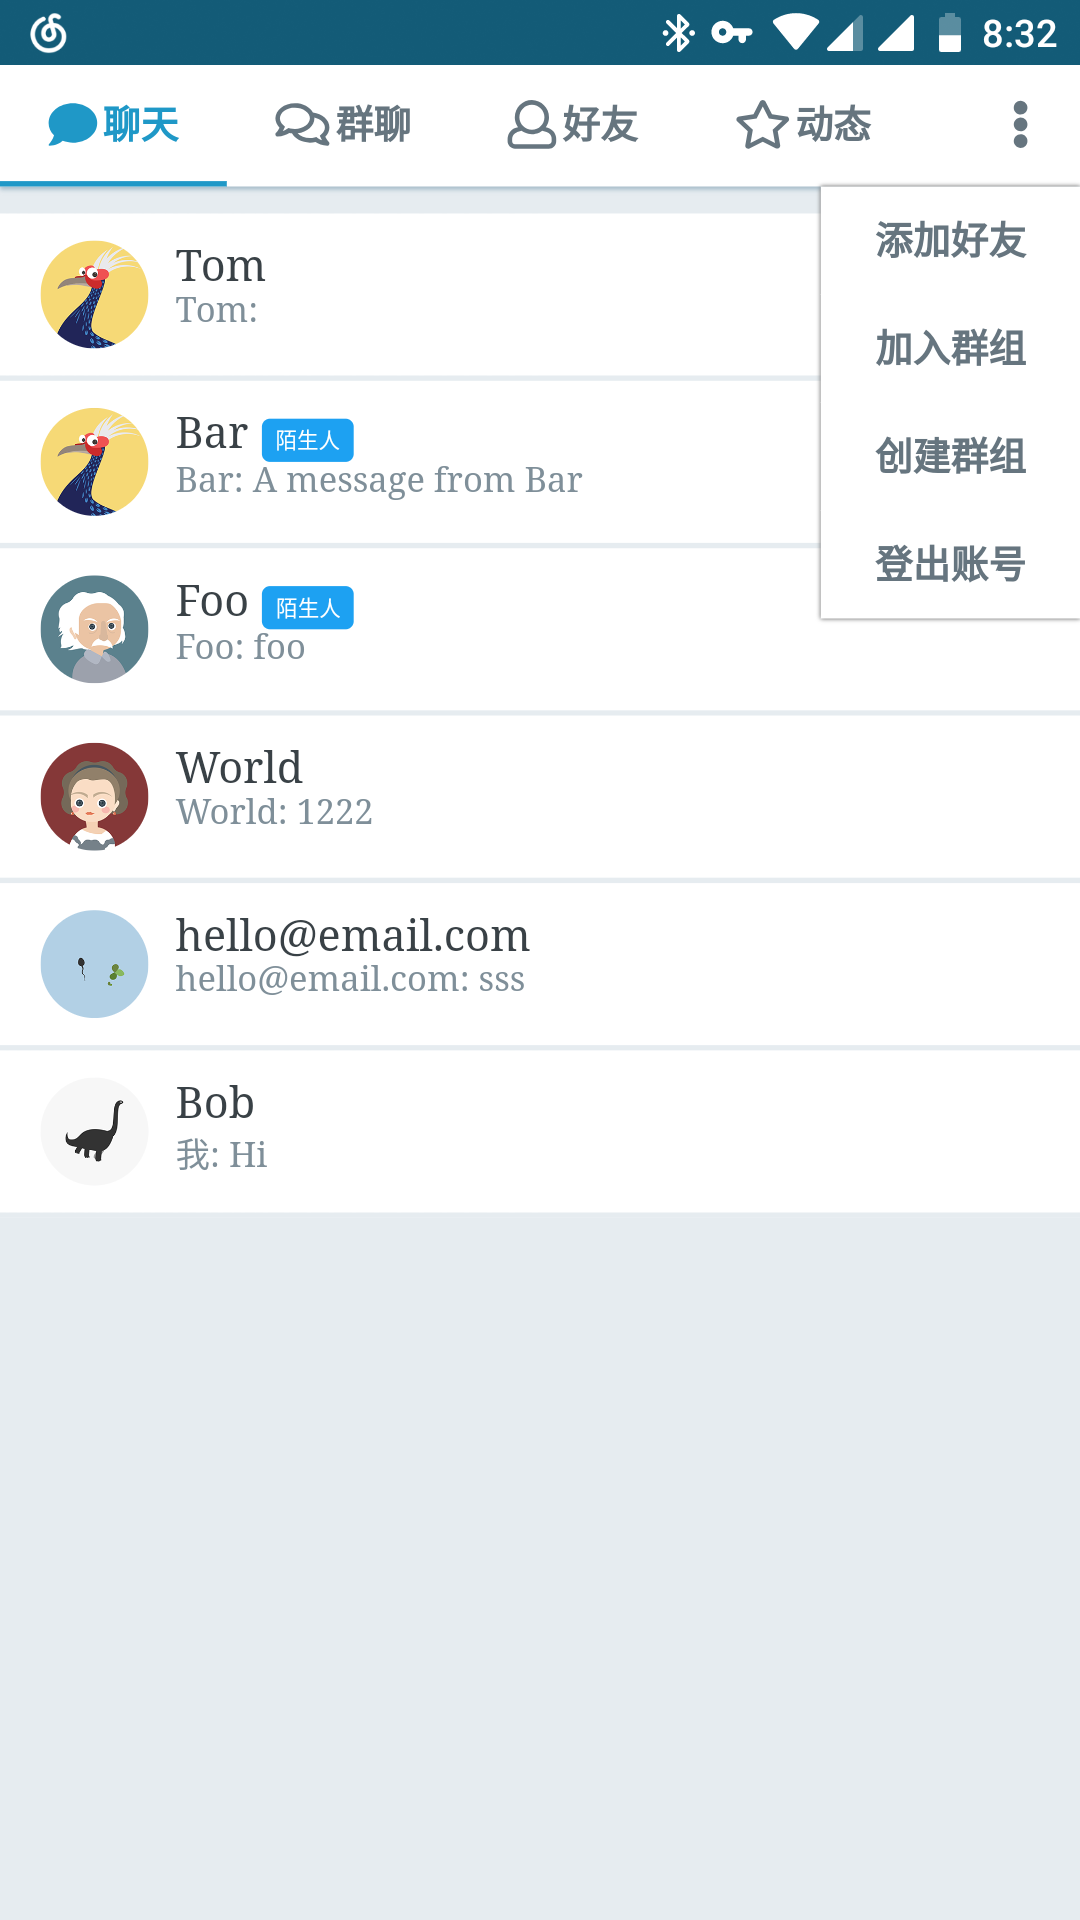 8:32
聊天 群聊 好友 动态
添加好友
加入群组
创建群组
登出账号
Tom
Tom:
Bar 陌生人
Bar: A message from Bar
Foo 陌生人
Foo: foo
World
World: 1222
hello@email.com
hello@email.com: sss
Bob
我: Hi